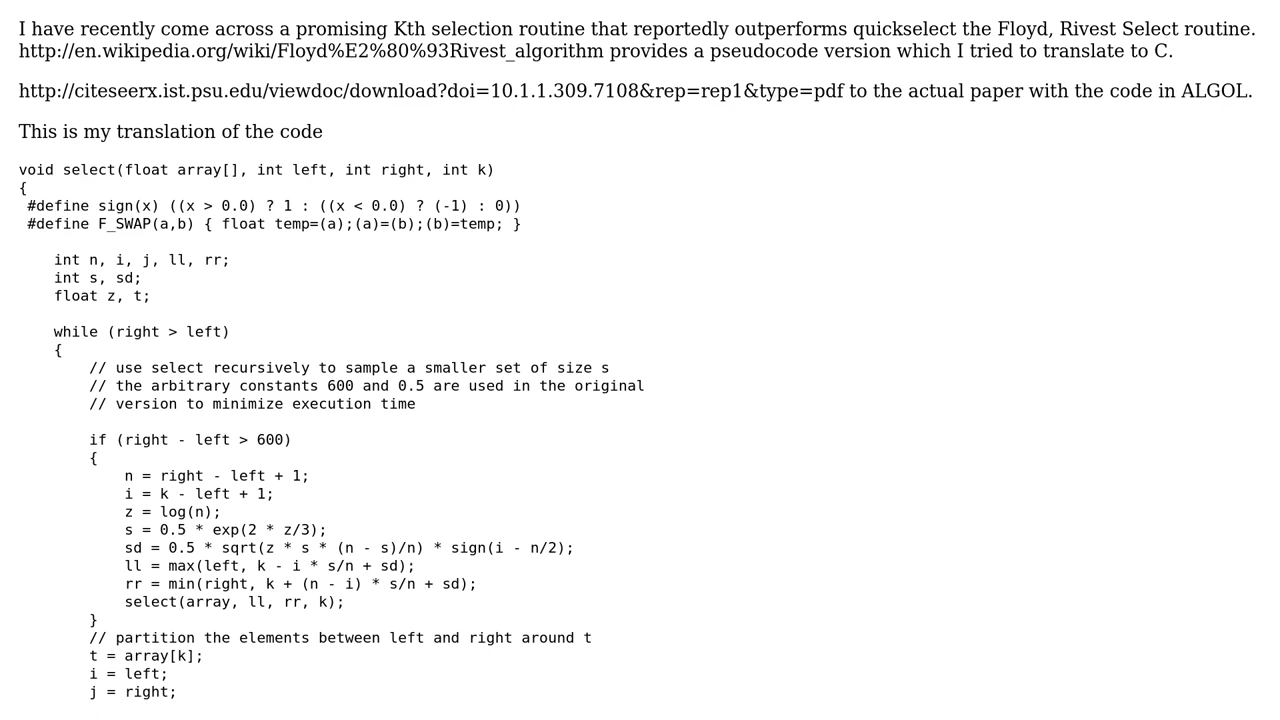 I have recently come across a promising Kth selection routine that reportedly outperforms quickselect the Floyd, Rivest Select routine.
http://en.wikipedia.org/wiki/Floyd%E2%80%93Rivest_algorithm provides a pseudocode version which I tried to translate to C.
http://citeseerx.ist.psu.edu/viewdoc/download?doi=10.1.1.309.7108&rep=rep1&type=pdf to the actual paper with the code in ALGOL.
This is my translation of the code
void select(float array[], int left, int right, int k)
{
 #define sign(x) ((x > 0.0) ? 1 : ((x < 0.0) ? (-1) : 0))
 #define F_SWAP(a,b) { float temp=(a);(a)=(b);(b)=temp; }
    int n, i, j, ll, rr;
    int s, sd;
    float z, t;
    while (right > left)
    {
        // use select recursively to sample a smaller set of size s
        // the arbitrary constants 600 and 0.5 are used in the original
        // version to minimize execution time
        if (right - left > 600)
        {
            n = right - left + 1;
            i = k - left + 1;
            z = log(n);
            s = 0.5 * exp(2 * z/3);
            sd = 0.5 * sqrt(z * s * (n - s)/n) * sign(i - n/2);
            ll = max(left, k - i * s/n + sd);
            rr = min(right, k + (n - i) * s/n + sd);
            select(array, ll, rr, k);
        }
        // partition the elements between left and right around t
        t = array[k];
        i = left;
        j = right;